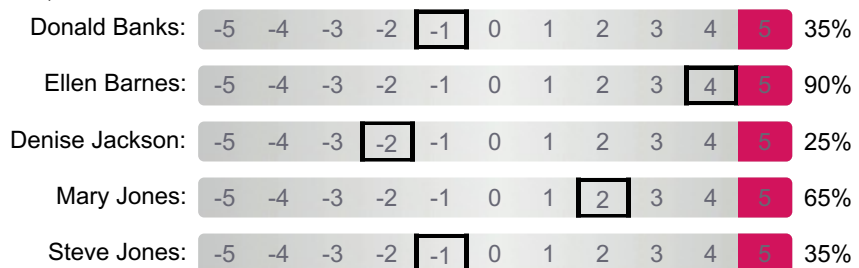 Donald Banks: -5 -4 -3 -2 -1 0 1 2 3 4 5 35%
Ellen Barnes: -5 -4 -3 -2 -1 0 1 2 3 4 5 90%
Denise Jackson: -5 -4 -3 -2 -1 0 1 2 3 4 5 25%
Mary Jones: -5 -4 -3 -2 -1 0 1 2 3 4 5 65%
Steve Jones: -5 -4 -3 -2 -1 0 1 2 3 4 5 35%